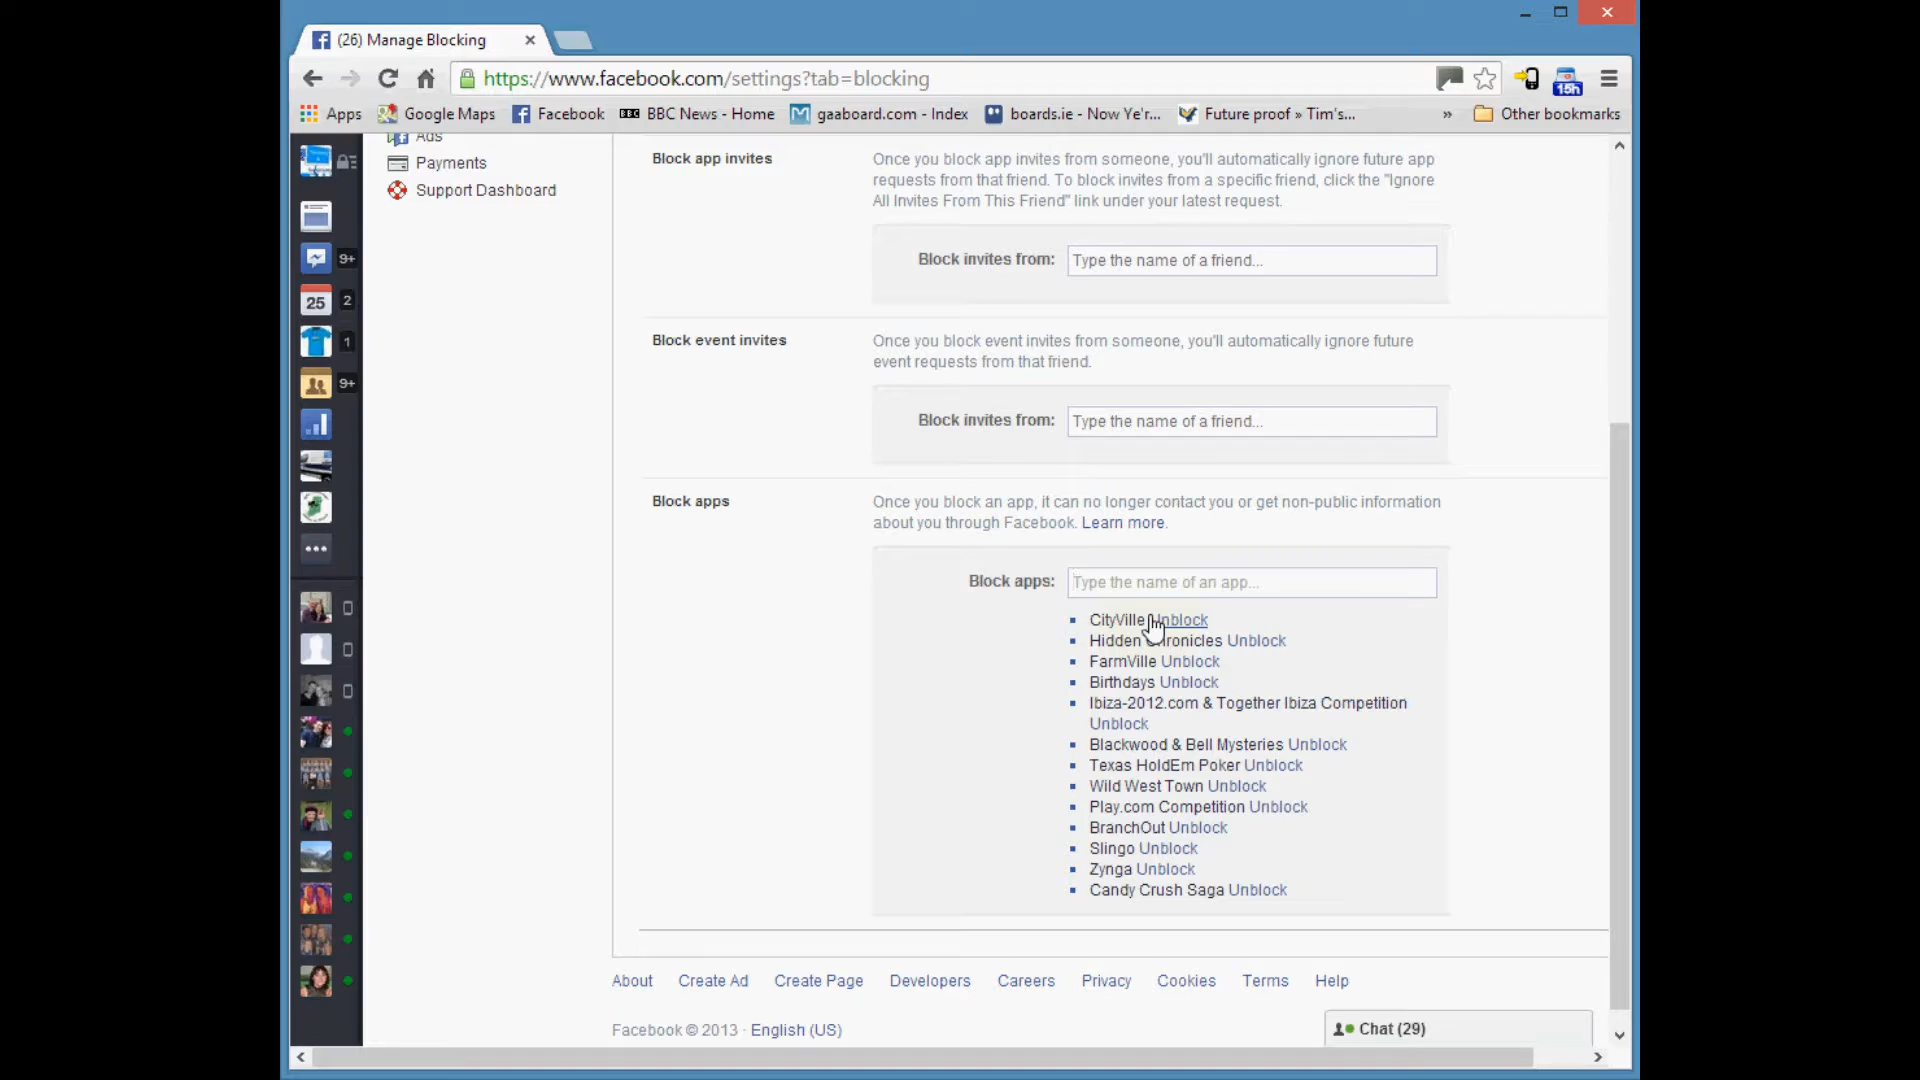 (26) Manage Blocking
https://www.facebook.com/settings?tab=blocking
15h
Apps Google Maps Facebook BBC BBC News - Home gaaboard.com - Index boards.ie - Now Ye'r... Future proof » Tim's... » Other bookmarks
Ads
Payments
Support Dashboard
9+
25 2
1
9+
Block app invites
Once you block app invites from someone, you'll automatically ignore future app
requests from that friend. To block invites from a specific friend, click the "Ignore
All Invites From This Friend" link under your latest request.
Block invites from: Type the name of a friend...
Block event invites
Once you block event invites from someone, you'll automatically ignore future
event requests from that friend.
Block invites from: Type the name of a friend...
Block apps
Once you block an app, it can no longer contact you or get non-public information
about you through Facebook. Learn more.
Block apps: Type the name of an app...
CityVille Unblock
Hidden Chronicles Unblock
FarmVille Unblock
Birthdays Unblock
Ibiza-2012.com & Together Ibiza Competition
Unblock
Blackwood & Bell Mysteries Unblock
Texas HoldEm Poker Unblock
Wild West Town Unblock
Play.com Competition Unblock
BranchOut Unblock
Slingo Unblock
Zynga Unblock
Candy Crush Saga Unblock
About Create Ad Create Page Developers Careers Privacy Cookies Terms Help
Facebook © 2013 · English (US)
Chat (29)